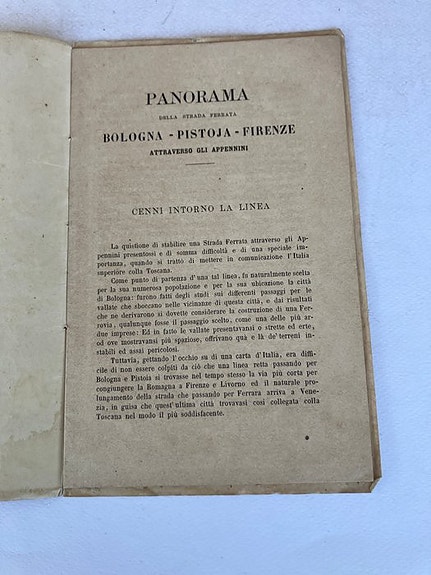 PANORAMA
DELLA STRADA FERRATA
BOLOGNA - PISTOJA - FIRENZE
ATTRAVERSO GLI APPENNINI
CENNI INTORNO LA LINEA
La quistione di stabilire una Strada Ferrata attraverso gli Ap-
pennini presentossi e di somma difficoltà e di una speciale im-
portanza, quando si trattò di mettere in comunicazione l'Italia
superiore colla Toscana.
Come punto di partenza d'una tal linea, fu naturalmente scelta
per la sua numerosa popolazione e per la sua ubicazione la città
di Bologna: furono fatti degli studi sui differenti passaggi per le
vallate che sboccano nelle vicinanze di questa città, e dai risultati
che ne derivarono si dovette considerare la costruzione di una Fer-
rovia, qualunque fosse il passaggio scelto, come una delle più ar-
due imprese: Ed in fatto le vallate presentavansi o strette ed erte,
od ove mostravansi più spaziose, offrivano quà e là de' terreni in-
stabili ed assai pericolosi.
Tuttavia, gettando l'occhio su di una carta d'Italia, era diffi-
cile di non essere colpiti da ciò che una linea retta passando per
Bologna e Pistoia si trovasse nel tempo stesso la via più corta per
congiungere la Romagna a Firenze e Livorno ed il naturale pro-
lungamento della strada che passando per Ferrara arriva a Vene-
zia, in guisa che quest'ultima città trovavasi così collegata colla
Toscana nel modo il più soddisfacente.